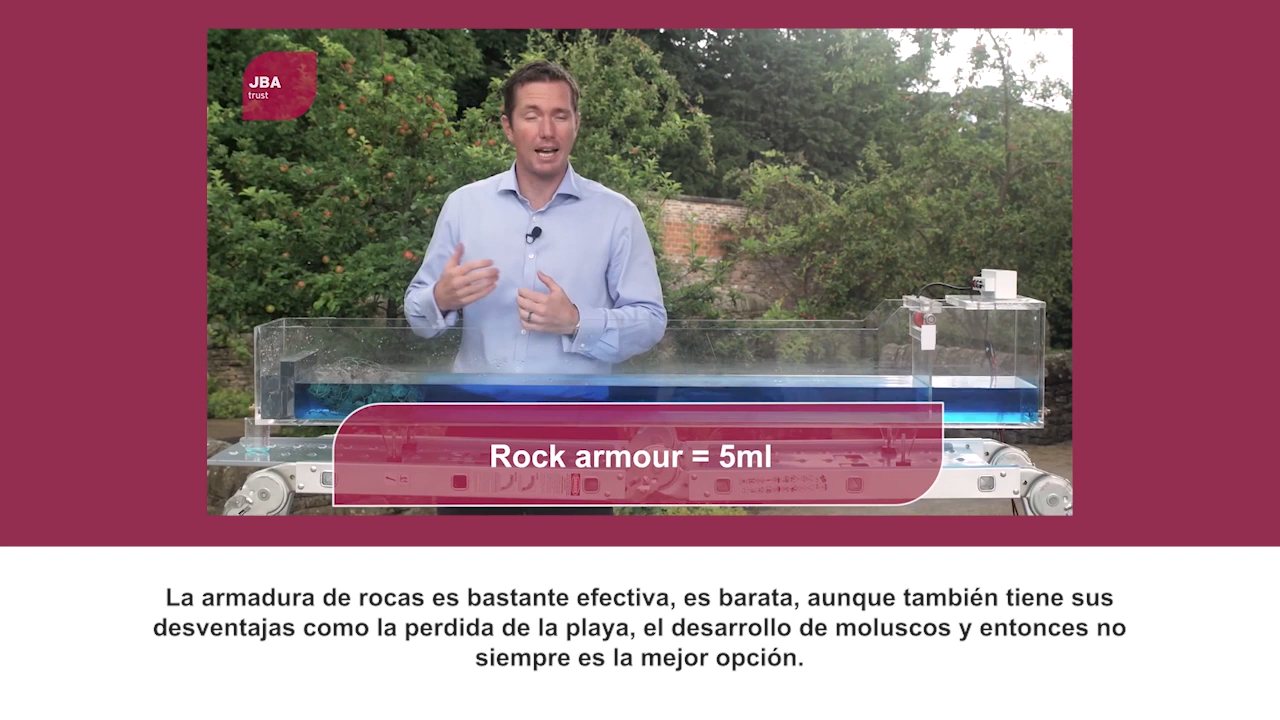 JBA
trust
Rock armour = 5ml
La armadura de rocas es bastante efectiva, es barata, aunque también tiene sus
desventajas como la perdida de la playa, el desarrollo de moluscos y entonces no
siempre es la mejor opción.